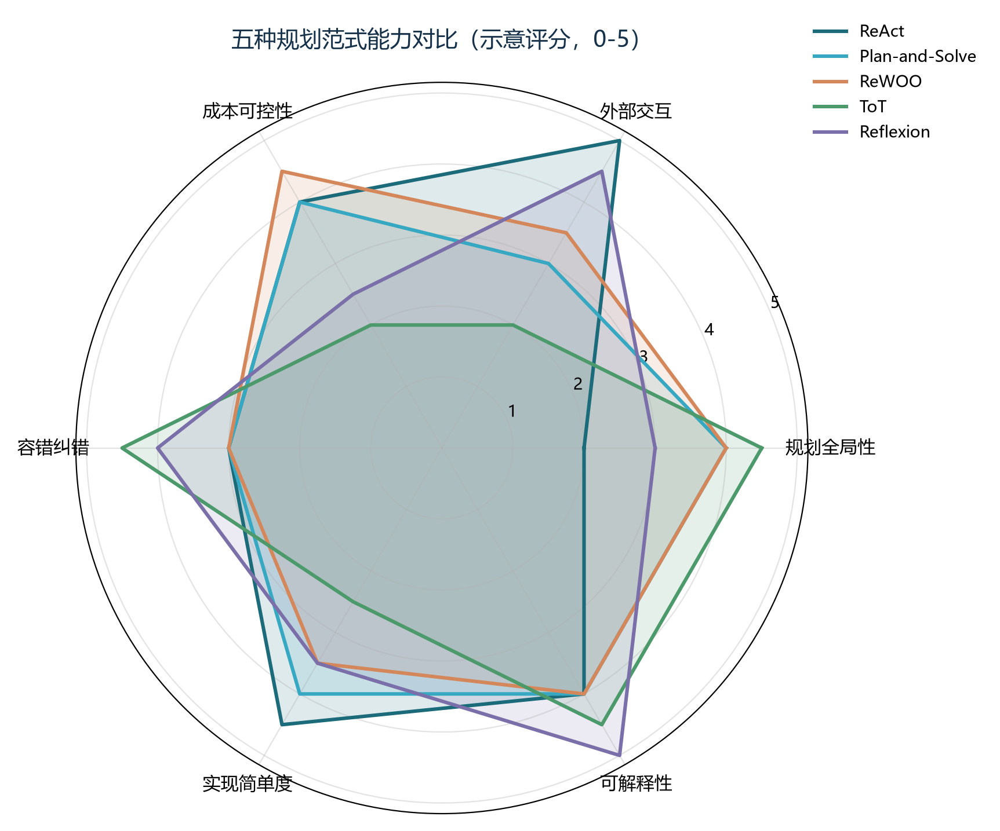 五种规划范式能力对比（示意评分，0-5）
ReAct
Plan-and-Solve
ReWOO
ToT
Reflexion
成本可控性
外部交互
5
4
3
2
1
容错纠错
规划全局性
实现简单度
可解释性